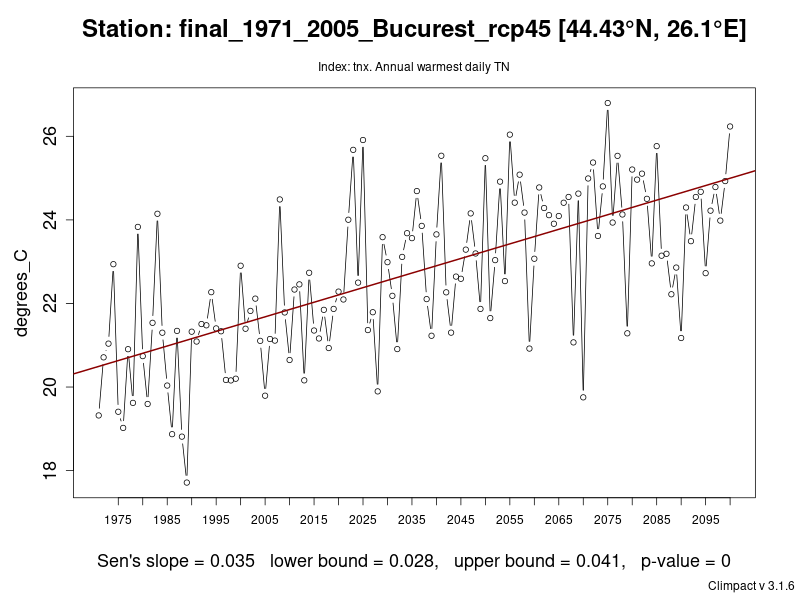 Station: final_1971_2005_Bucurest_rcp45 [44.43°N, 26.1°E]
Index: tnx. Annual warmest daily TN
degrees_C
26
24
22
20
18
1975 1985 1995 2005 2015 2025 2035 2045 2055 2065 2075 2085 2095
Sen's slope = 0.035 lower bound = 0.028, upper bound = 0.041, p-value = 0
Climpact v 3.1.6